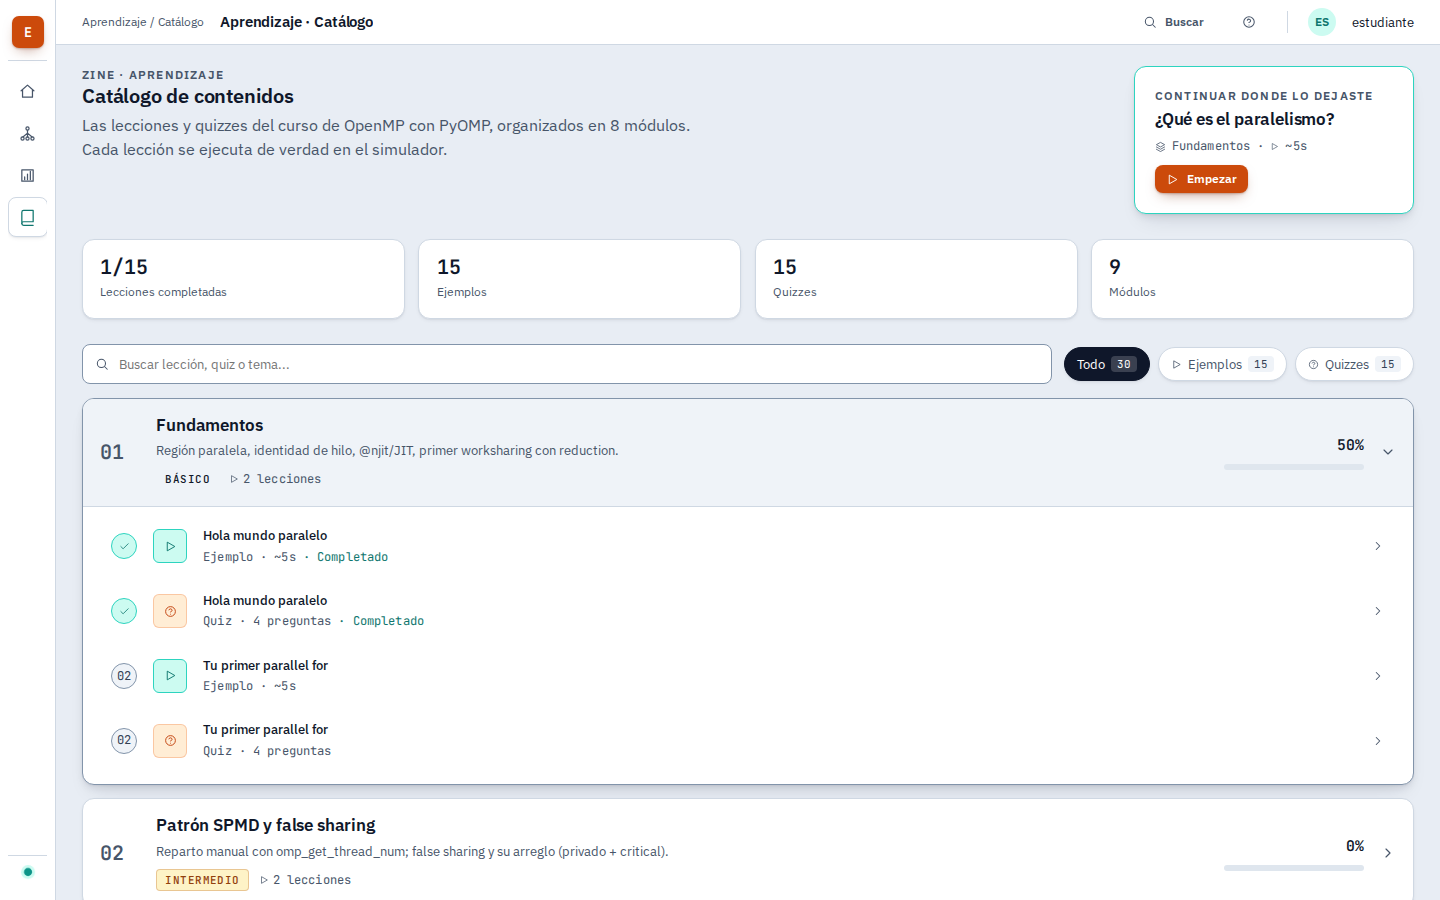 E
Aprendizaje / Catálogo
Aprendizaje · Catálogo
Buscar
ES
estudiante
ZINE · APRENDIZAJE
Catálogo de contenidos
Las lecciones y quizzes del curso de OpenMP con PyOMP, organizados en 8 módulos.
Cada lección se ejecuta de verdad en el simulador.
CONTINUAR DONDE LO DEJASTE
¿Qué es el paralelismo?
Fundamentos · ~5s
Empezar
1/15
Lecciones completadas
15
Ejemplos
15
Quizzes
9
Módulos
Buscar lección, quiz o tema...
Todo 30
Ejemplos 15
Quizzes 15
01
Fundamentos
Región paralela, identidad de hilo, @njit/JIT, primer worksharing con reduction.
BÁSICO
2 lecciones
50%
Hola mundo paralelo
Ejemplo · ~5s · Completado
Hola mundo paralelo
Quiz · 4 preguntas · Completado
02
Tu primer parallel for
Ejemplo · ~5s
02
Tu primer parallel for
Quiz · 4 preguntas
02
Patrón SPMD y false sharing
Reparto manual con omp_get_thread_num; false sharing y su arreglo (privado + critical).
INTERMEDIO
2 lecciones
0%